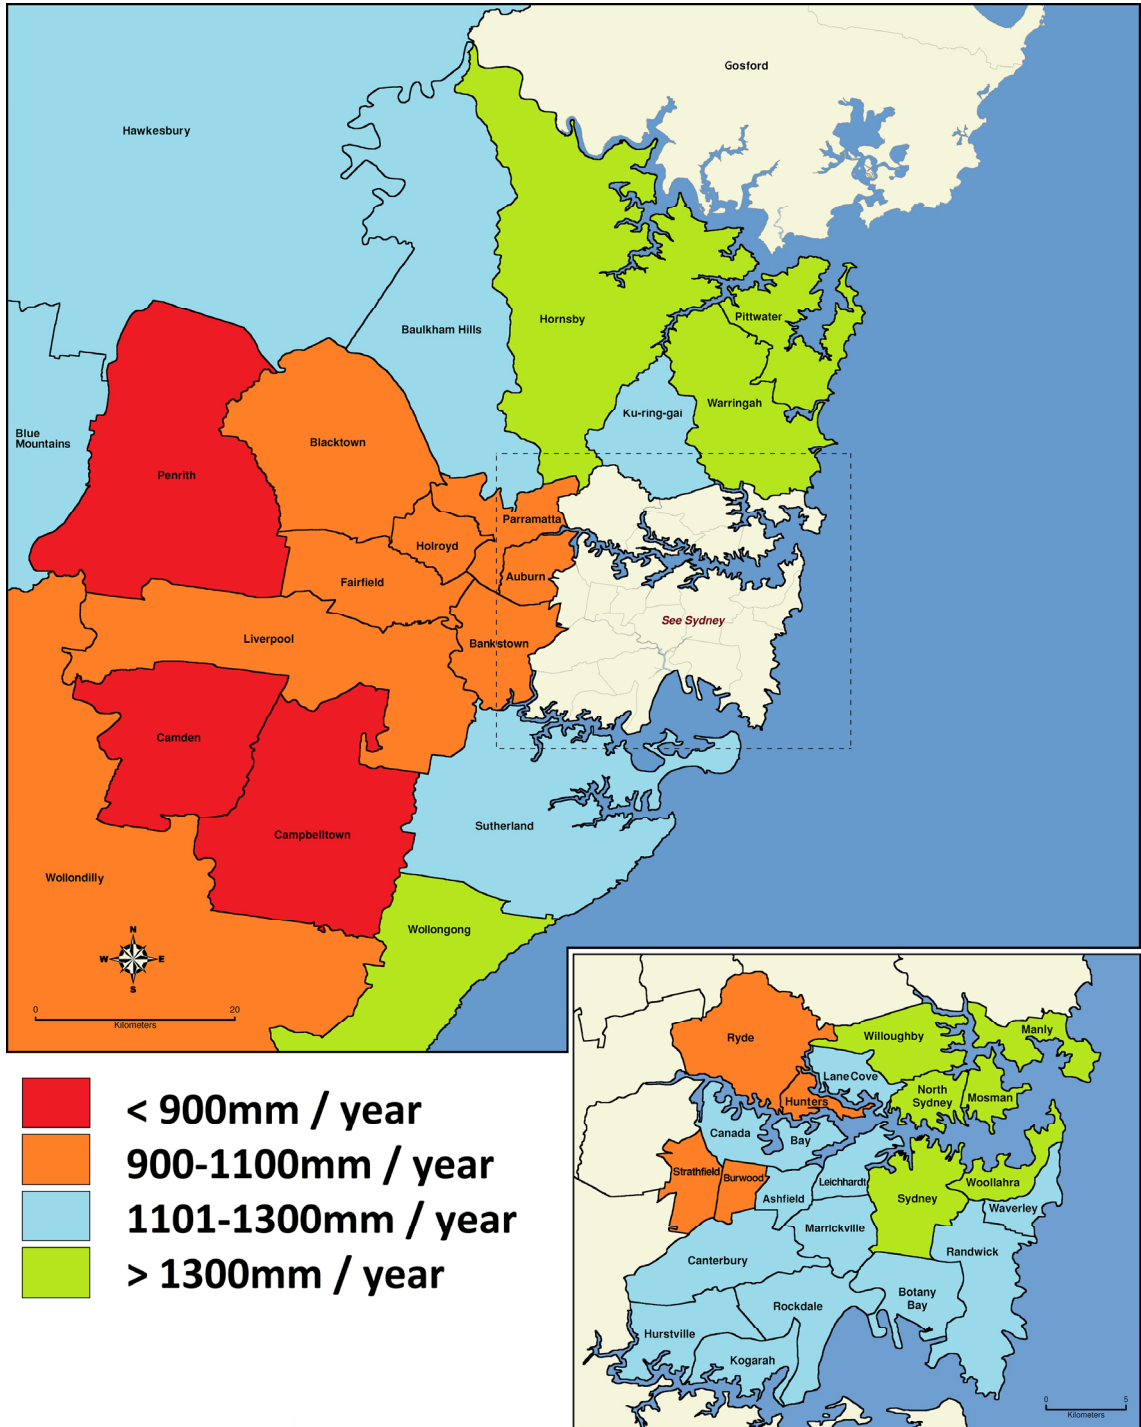 Gosford
Hawkesbury
Hornsby
Pittwater
Baulkham Hills
Ku-ring-gai
Warringah
Blue
Mountains
Blacktown
Penrith
Parramatta
Holroyd
Auburn
Fairfield
See Sydney
Liverpool
Bankstown
Camden
Sutherland
Campbelltown
Wollondilly
Wollongong
N
W
E
S
0
20
Kilometers
Ryde
Willoughby
Manly
Lane Cove
North
Sydney
Mosman
Hunters
Canada
Bay
Strathfield
Burwood
Ashfield
Leichhardt
Sydney
Woollahra
Waverley
Marrickville
Randwick
Canterbury
Botany
Bay
Rockdale
Hurstville
Kogarah
0
5
Kilometers
< 900mm / year
900-1100mm / year
1101-1300mm / year
> 1300mm / year